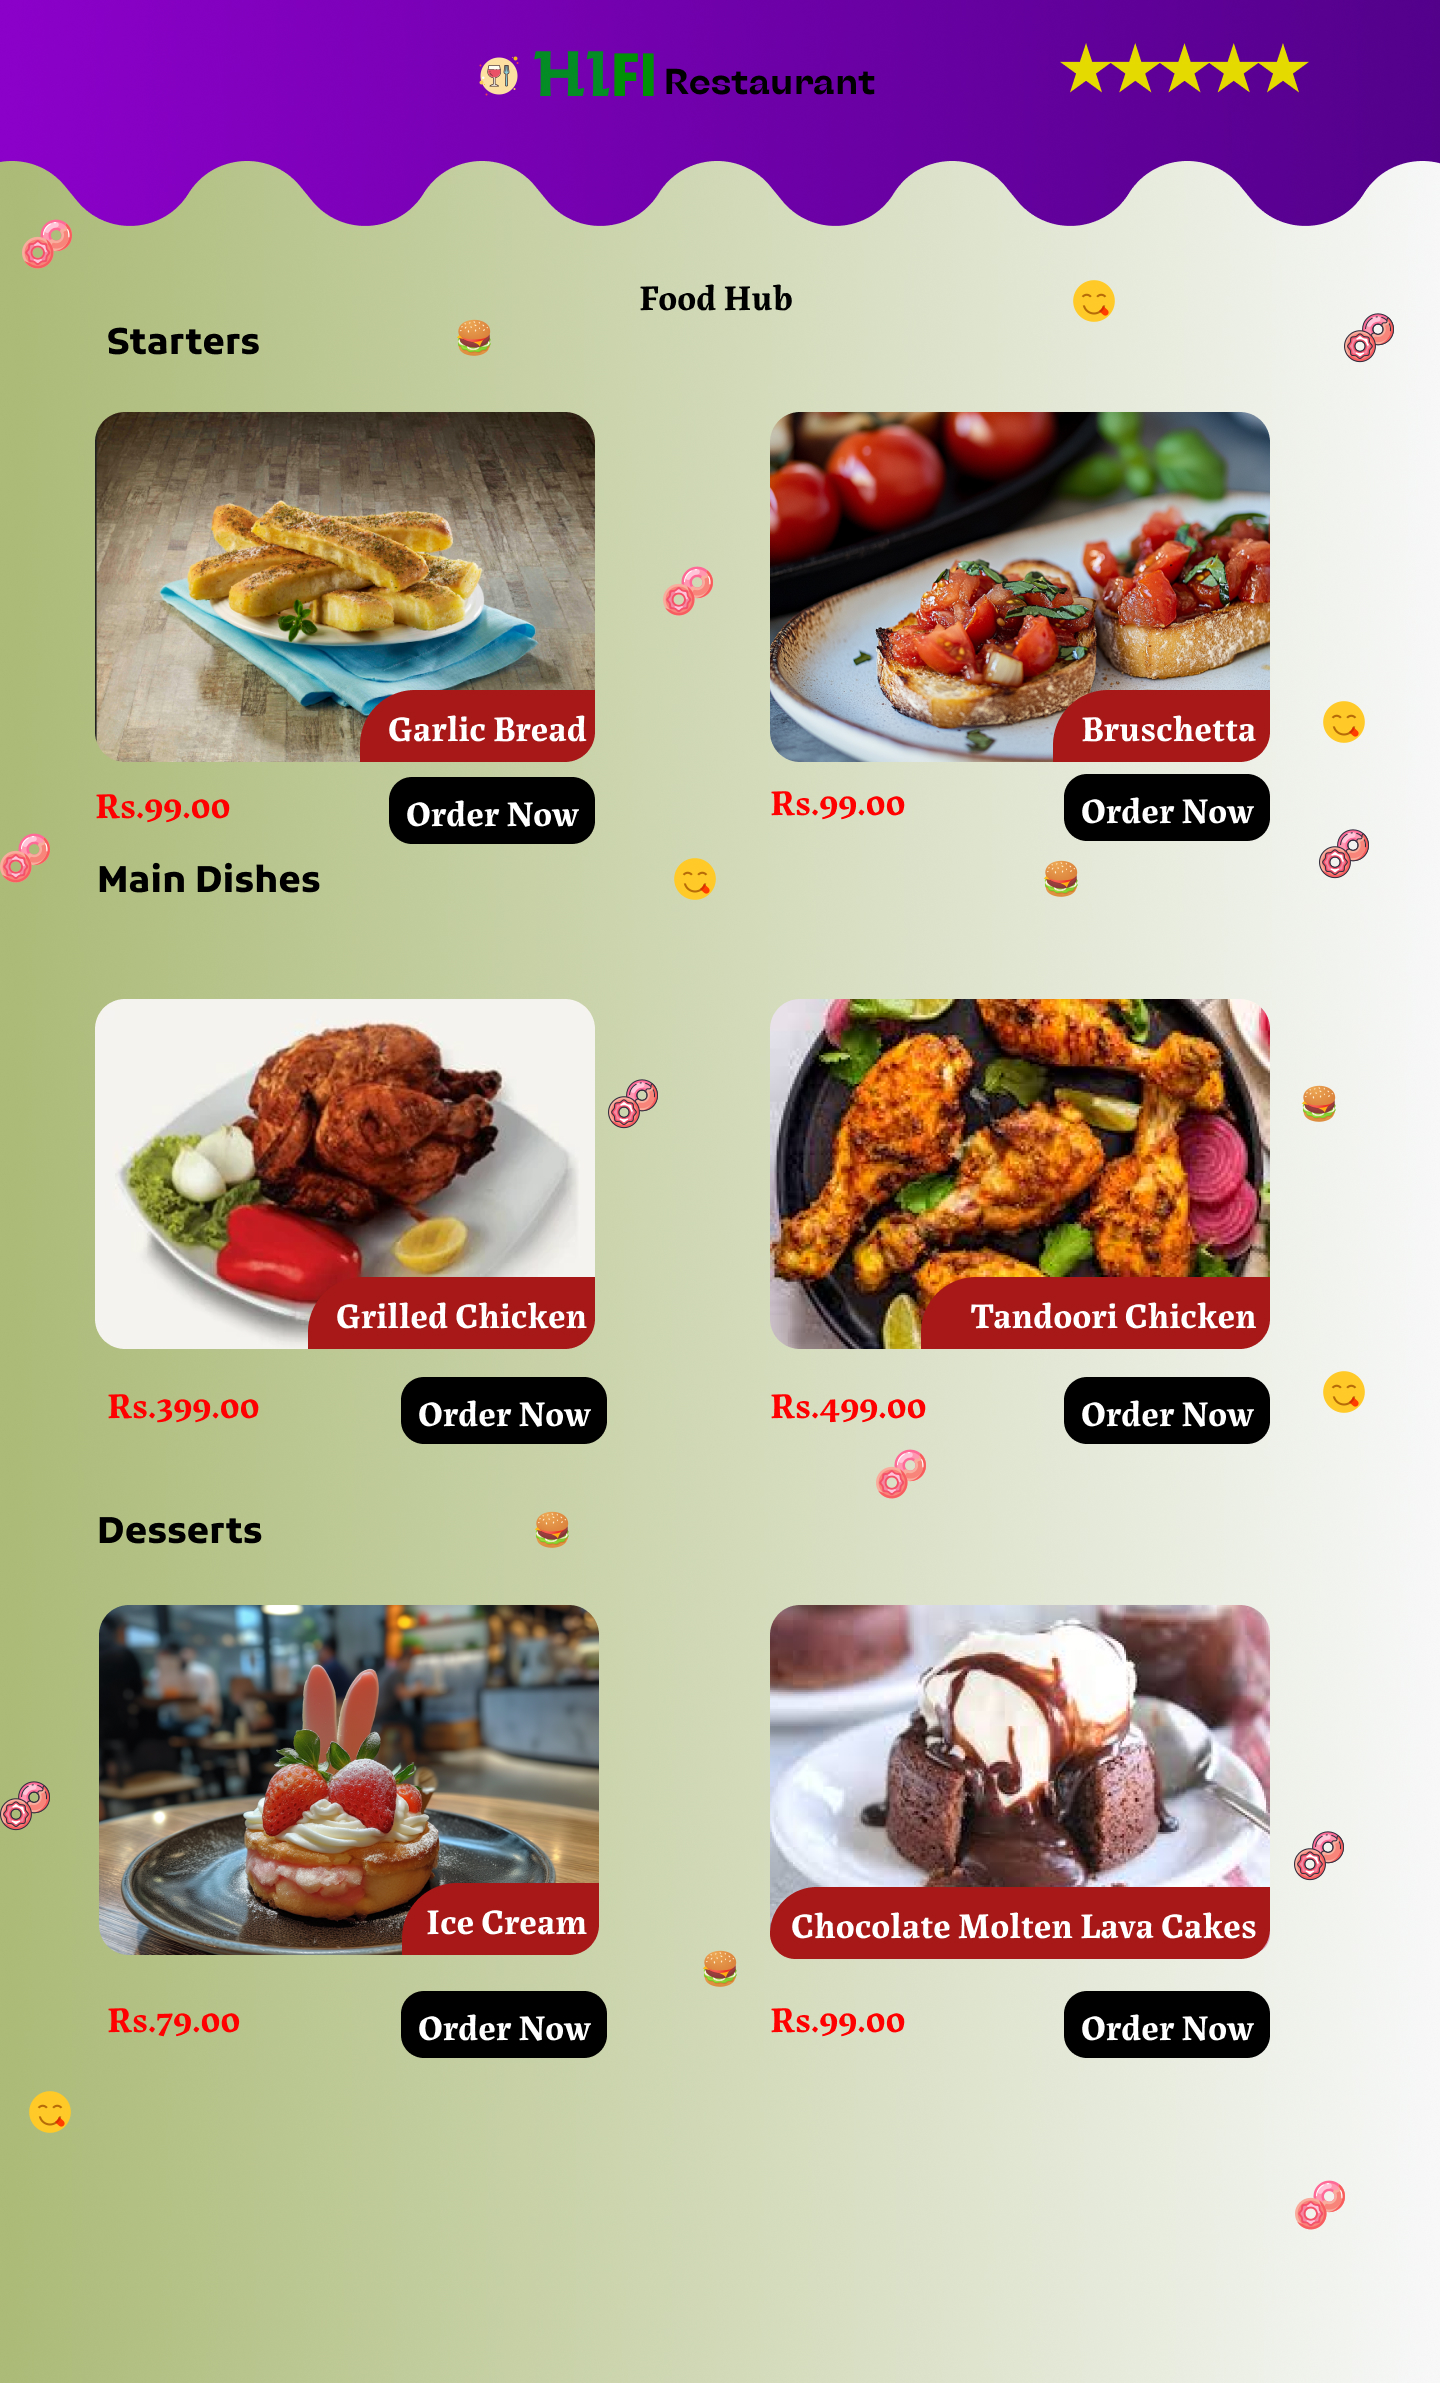 H1FI Restaurant
Food Hub
Starters
Garlic Bread
Bruschetta
Rs.99.00
Order Now
Rs.99.00
Order Now
Main Dishes
Grilled Chicken
Tandoori Chicken
Rs.399.00
Order Now
Rs.499.00
Order Now
Desserts
Ice Cream
Chocolate Molten Lava Cakes
Rs.79.00
Order Now
Rs.99.00
Order Now